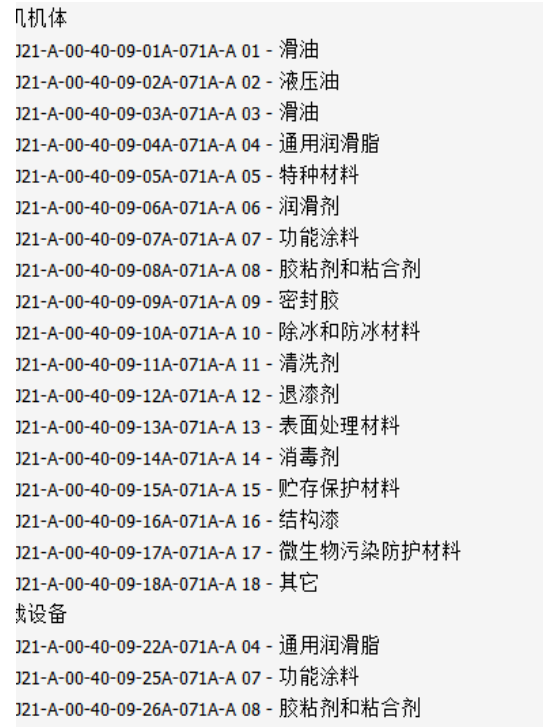 机机体
J21-A-00-40-09-01A-071A-A 01 - 滑油
J21-A-00-40-09-02A-071A-A 02 - 液压油
J21-A-00-40-09-03A-071A-A 03 - 滑油
J21-A-00-40-09-04A-071A-A 04 - 通用润滑脂
J21-A-00-40-09-05A-071A-A 05 - 特种材料
J21-A-00-40-09-06A-071A-A 06 - 润滑剂
J21-A-00-40-09-07A-071A-A 07 - 功能涂料
J21-A-00-40-09-08A-071A-A 08 - 胶粘剂和粘合剂
J21-A-00-40-09-09A-071A-A 09 - 密封胶
J21-A-00-40-09-10A-071A-A 10 - 除冰和防冰材料
J21-A-00-40-09-11A-071A-A 11 - 清洗剂
J21-A-00-40-09-12A-071A-A 12 - 退漆剂
J21-A-00-40-09-13A-071A-A 13 - 表面处理材料
J21-A-00-40-09-14A-071A-A 14 - 消毒剂
J21-A-00-40-09-15A-071A-A 15 - 贮存保护材料
J21-A-00-40-09-16A-071A-A 16 - 结构漆
J21-A-00-40-09-17A-071A-A 17 - 微生物污染防护材料
J21-A-00-40-09-18A-071A-A 18 - 其它
设备
J21-A-00-40-09-22A-071A-A 04 - 通用润滑脂
J21-A-00-40-09-25A-071A-A 07 - 功能涂料
J21-A-00-40-09-26A-071A-A 08 - 胶粘剂和粘合剂